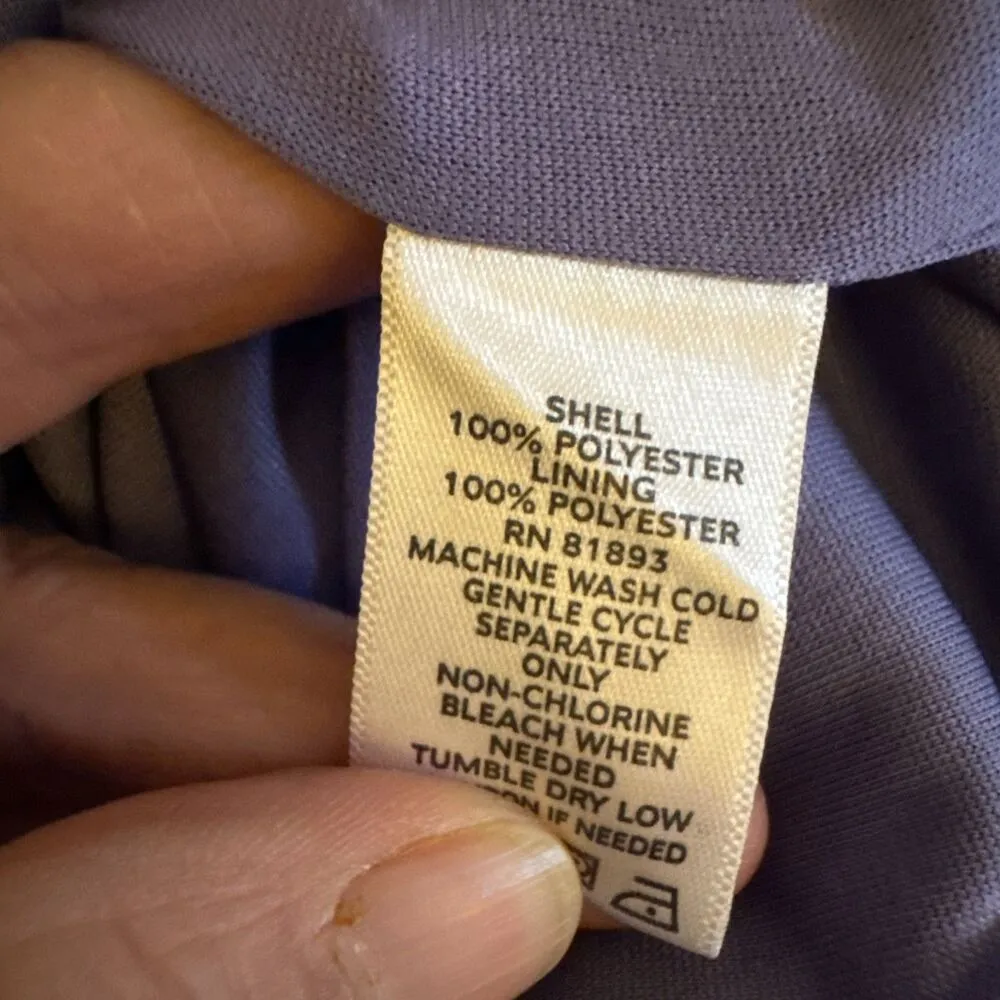 SHELL
100% POLYESTER
LINING
100% POLYESTER
RN 81893
MACHINE WASH COLD
GENTLE CYCLE
SEPARATELY
ONLY
NON-CHLORINE
BLEACH WHEN
NEEDED
TUMBLE DRY LOW
IF NEEDED